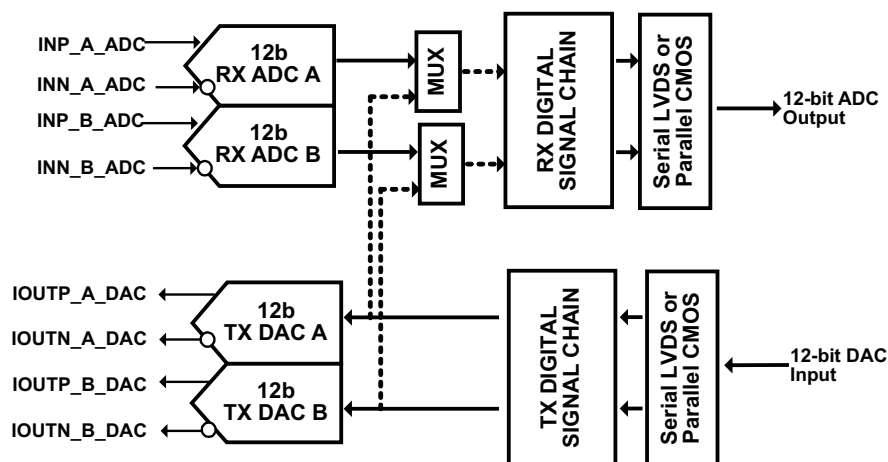 INP_A_ADC
INN_A_ADC
INP_B_ADC
INN_B_ADC
12b
RX ADC A
12b
RX ADC B
MUX
MUX
RX DIGITAL
SIGNAL CHAIN
Serial LVDS or
Parallel CMOS
12-bit ADC
Output
IOUTP_A_DAC
IOUTN_A_DAC
IOUTP_B_DAC
IOUTN_B_DAC
12b
TX DAC A
12b
TX DAC B
TX DIGITAL
SIGNAL CHAIN
Serial LVDS or
Parallel CMOS
12-bit DAC
Input